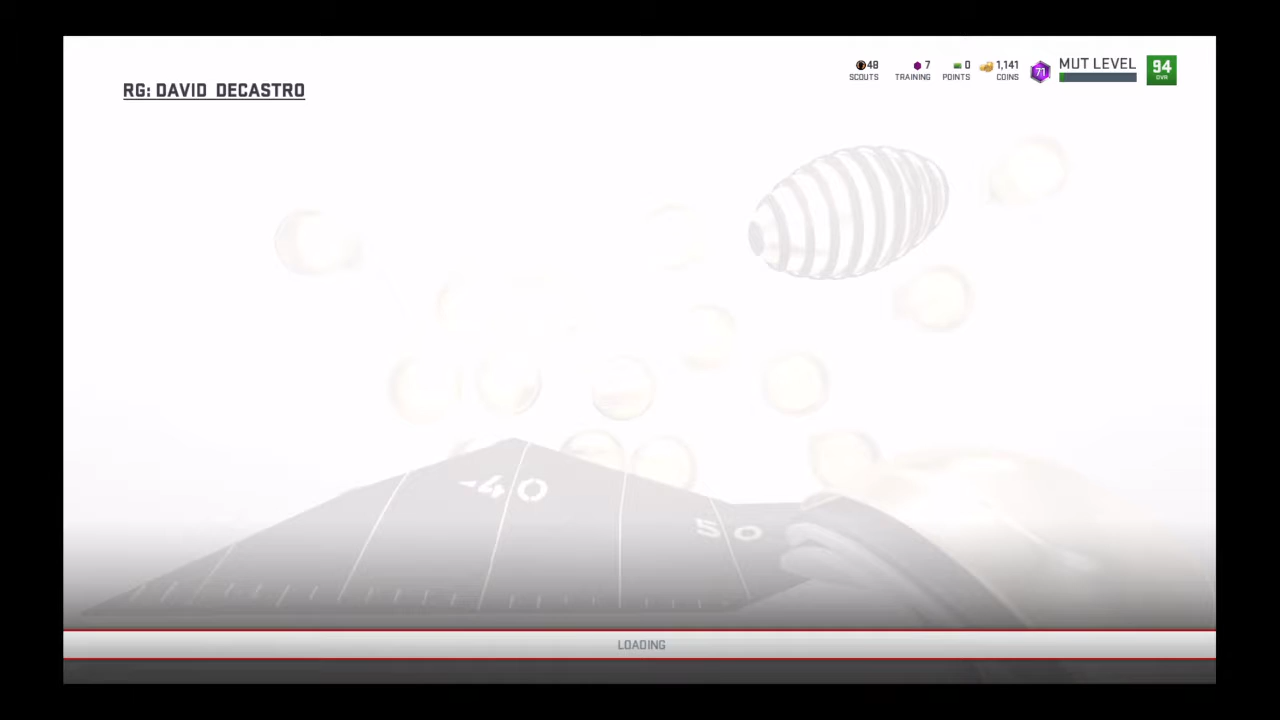 RG: DAVID DECASTRO
48 SCOUTS
7 TRAINING
0 POINTS
1,141 COINS
71
MUT LEVEL
94 OVR
-40
50
LOADING